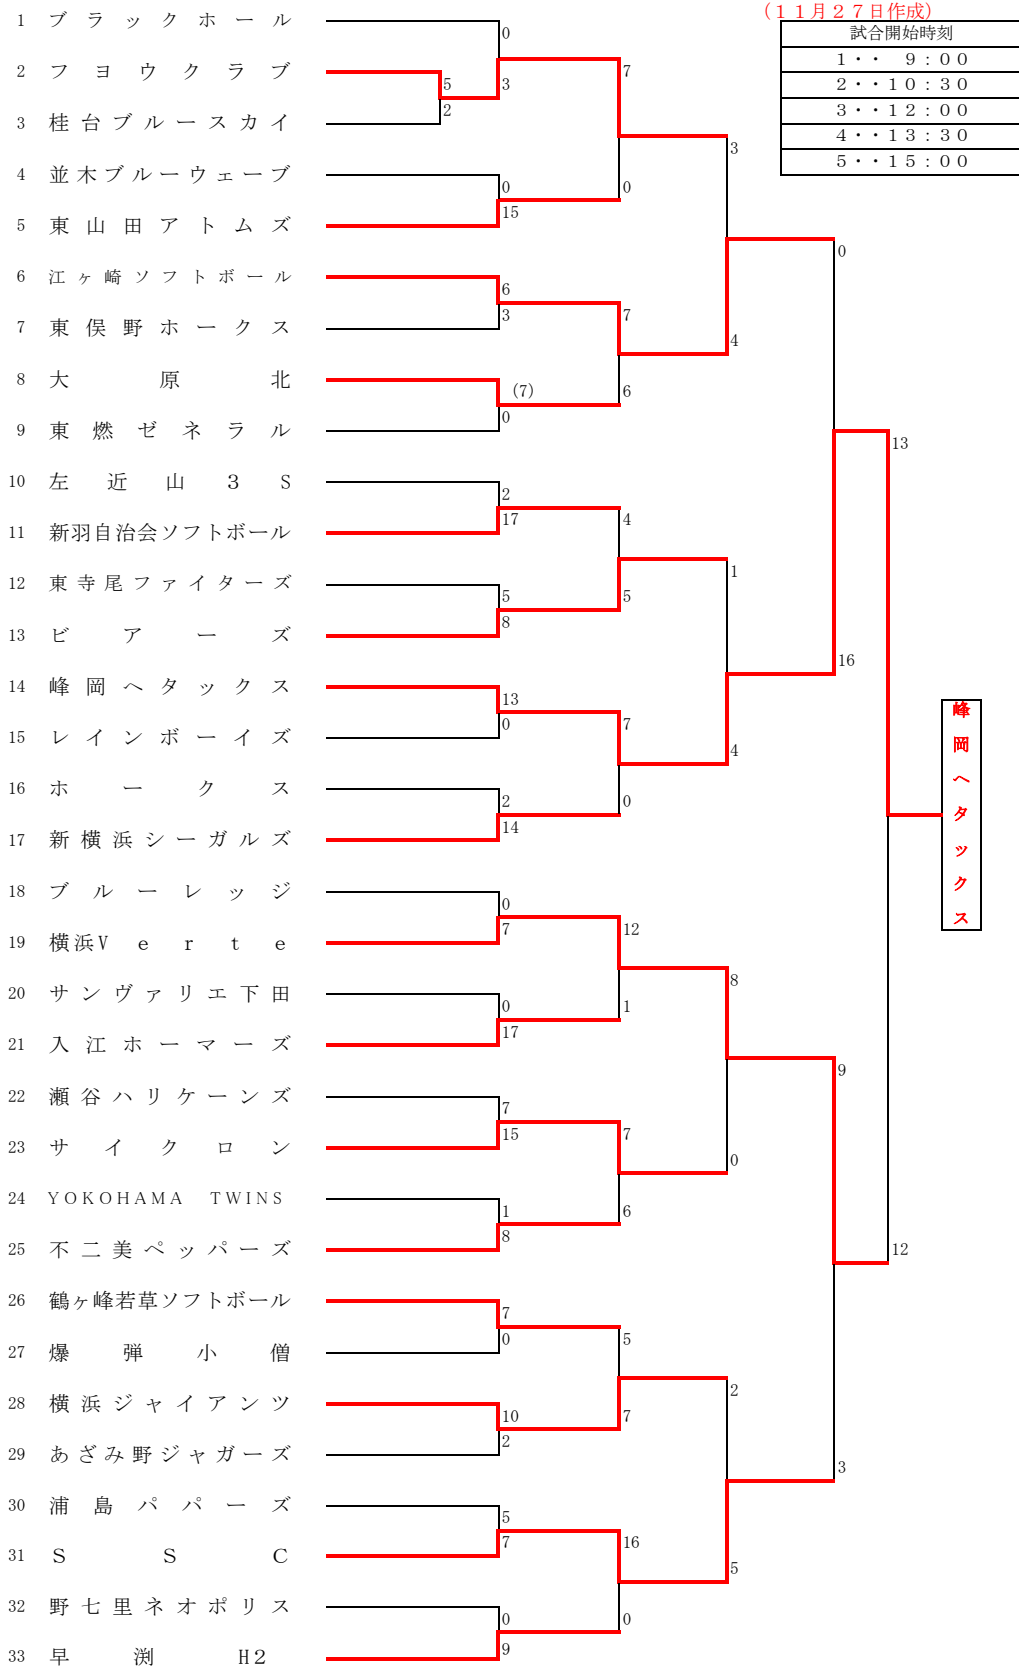 (１１月２７日作成)
試合開始時刻
１・・　９：００
２・・１０：３０
３・・１２：００
４・・１３：３０
５・・１５：００
1 ブラックホール
0
2 フヨウクラブ
5
3
7
3 桂台ブルースカイ
2
3
4 並木ブルーウェーブ
0
0
5 東山田アトムズ
15
0
6 江ヶ崎ソフトボール
6
7
7 東俣野ホークス
3
4
8 大原北
(7)
6
9 東燃ゼネラル
0
13
10 左近山３Ｓ
2
4
11 新羽自治会ソフトボール
17
12 東寺尾ファイターズ
5
5
1
13 ビアーズ
8
16
14 峰岡ヘタックス
13
7
15 レインボーイズ
0
4
16 ホークス
2
0
17 新横浜シーガルズ
14
峰岡ヘタックス
18 ブルーレッジ
0
12
19 横浜Ｖｅｒｔｅ
7
8
20 サンヴァリエ下田
0
1
21 入江ホーマーズ
17
9
22 瀬谷ハリケーンズ
7
7
23 サイクロン
15
0
24 YOKOHAMA TWINS
1
6
25 不二美ペッパーズ
8
12
26 鶴ヶ峰若草ソフトボール
7
5
27 爆弾小僧
0
2
28 横浜ジャイアンツ
10
7
29 あざみ野ジャガーズ
2
3
30 浦島パパーズ
5
16
31 ＳＳＣ
7
5
32 野七里ネオポリス
0
0
33 早渕Ｈ２
9